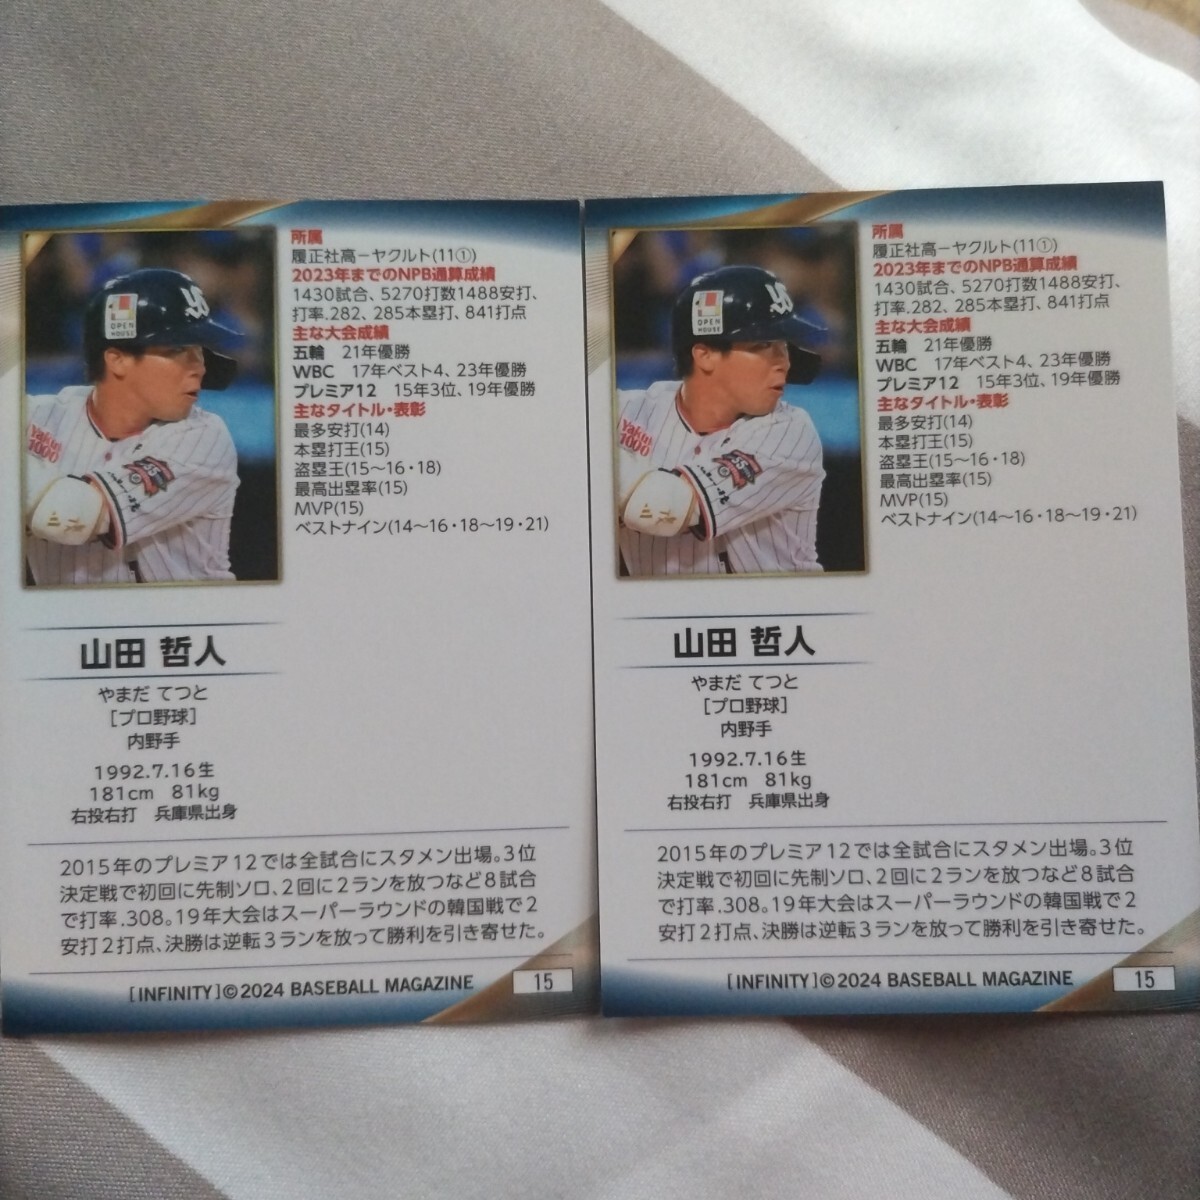 所属
履正社高ーヤクルト(11①)
2023年までのNPB通算成績
1430試合、5270打数1488安打、
打率.282、285本塁打、841打点
主な大会成績
五輪 21年優勝
WBC 17年ベスト4、23年優勝
プレミア12 15年3位、19年優勝
主なタイトル・表彰
最多安打(14)
本塁打王(15)
盗塁王(15〜16・18)
最高出塁率(15)
MVP(15)
ベストナイン(14〜16・18〜19・21)
OPEN
HOUSE
Yakult
1000
山田 哲人
やまだ てつと
[プロ野球]
内野手
1992.7.16生
181cm 81kg
右投右打 兵庫県出身
2015年のプレミア12では全試合にスタメン出場。3位
決定戦で初回に先制ソロ、2回に2ランを放つなど8試合
で打率.308。19年大会はスーパーラウンドの韓国戦で2
安打2打点、決勝は逆転3ランを放って勝利を引き寄せた。
[INFINITY]©2024 BASEBALL MAGAZINE 15
所属
履正社高ーヤクルト(11①)
2023年までのNPB通算成績
1430試合、5270打数1488安打、
打率.282、285本塁打、841打点
主な大会成績
五輪 21年優勝
WBC 17年ベスト4、23年優勝
プレミア12 15年3位、19年優勝
主なタイトル・表彰
最多安打(14)
本塁打王(15)
盗塁王(15〜16・18)
最高出塁率(15)
MVP(15)
ベストナイン(14〜16・18〜19・21)
OPEN
HOUSE
Yakult
1000
山田 哲人
やまだ てつと
[プロ野球]
内野手
1992.7.16生
181cm 81kg
右投右打 兵庫県出身
2015年のプレミア12では全試合にスタメン出場。3位
決定戦で初回に先制ソロ、2回に2ランを放つなど8試合
で打率.308。19年大会はスーパーラウンドの韓国戦で2
安打2打点、決勝は逆転3ランを放って勝利を引き寄せた。
[INFINITY]©2024 BASEBALL MAGAZINE 15